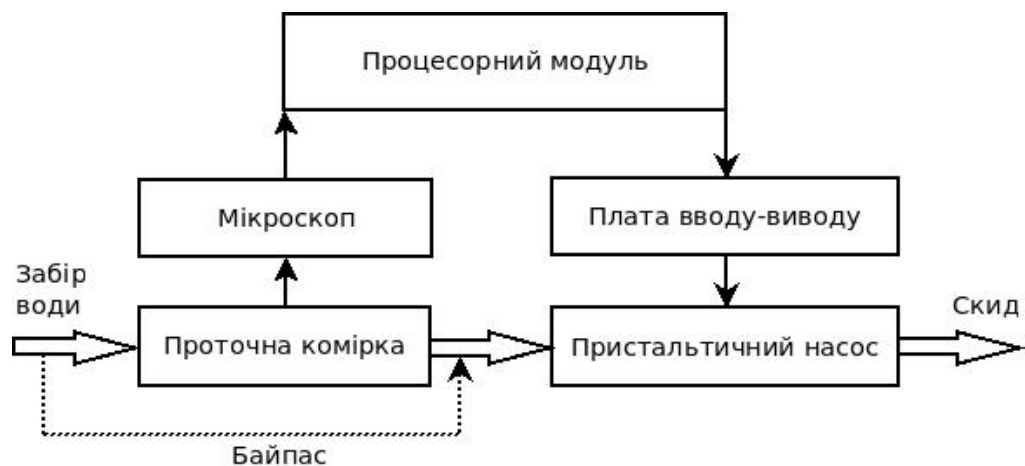 Процесорний модуль
Мікроскоп
Плата вводу-виводу
Забір
води
Проточна комірка
Пристальтичний насос
Скид
Байпас